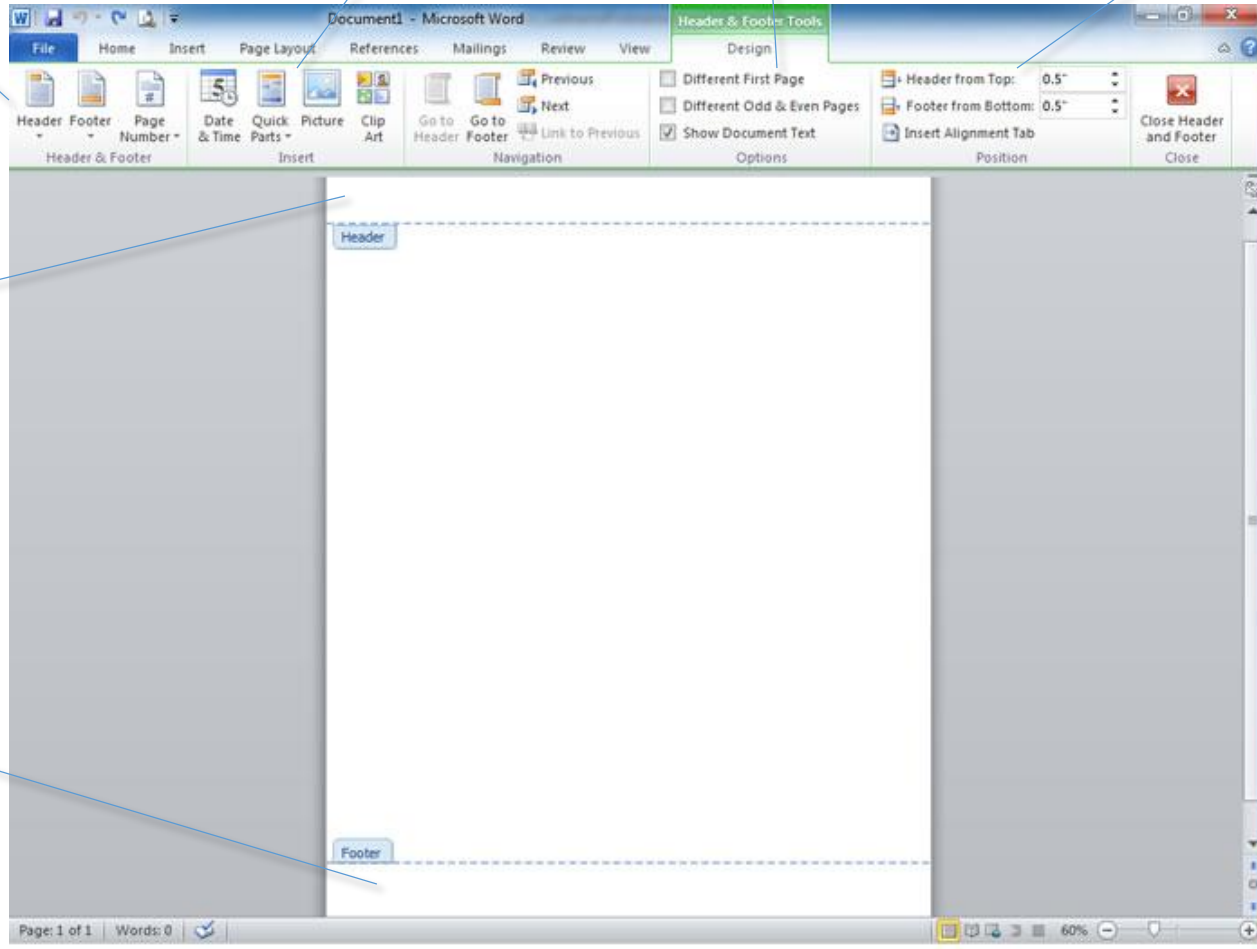 Document1 - Microsoft Word
Header & Footer Tools
File Home Insert Page Layout References Mailings Review View Design
Header Footer Page Number
Date & Time Quick Parts Picture Clip Art
Go to Header Go to Footer
Previous
Next
Link to Previous
Different First Page
Different Odd & Even Pages
Show Document Text
Header from Top: 0.5"
Footer from Bottom: 0.5"
Insert Alignment Tab
Close Header and Footer
Header & Footer Insert Navigation Options Position Close
Header
Footer
Page: 1 of 1 Words: 0 60%